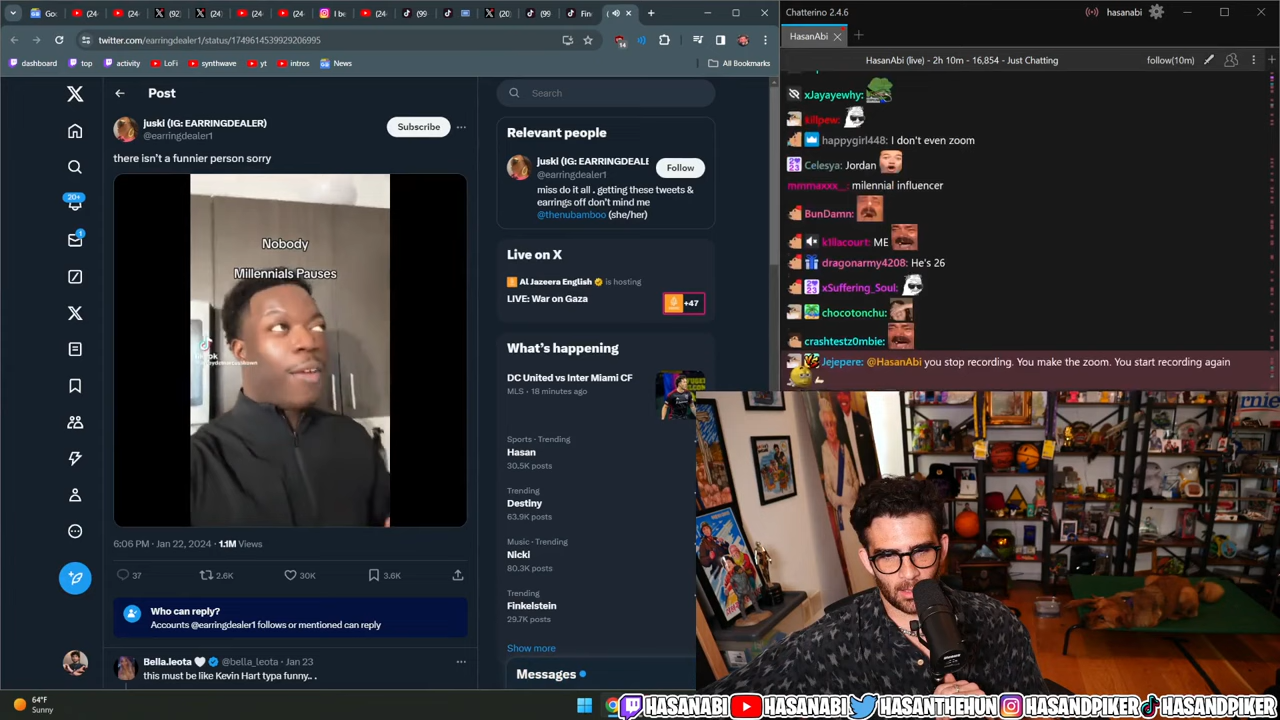 twitter.com/earringdealer1/status/1749614539929206995
dashboard
top
activity
LoFi
synthwave
yt
intros
News
All Bookmarks
Post
juski (IG: EARRINGDEALER)
@earringdealer1
Subscribe
there isn't a funnier person sorry
Nobody
Millennials Pauses
6:06 PM · Jan 22, 2024 · 1.1M Views
37
2.6K
30K
3.6K
Who can reply?
Accounts @earringdealer1 follows or mentioned can reply
Bella.leota
@bella_leota · Jan 23
this must be like Kevin Hart typa funny.. .
20+
1
Search
Relevant people
juski (IG: EARRINGDEALE
@earringdealer1
Follow
miss do it all . getting these tweets &
earrings off don't mind me
@thenubamboo (she/her)
Live on X
Al Jazeera English is hosting
LIVE: War on Gaza
+47
What's happening
DC United vs Inter Miami CF
MLS · 18 minutes ago
Sports · Trending
Hasan
30.5K posts
Trending
Destiny
63.9K posts
Music · Trending
Nicki
80.3K posts
Trending
Finkelstein
29.7K posts
Show more
Messages
64°F
Sunny
Chatterino 2.4.6
hasanabi
HasanAbi
HasanAbi (live) - 2h 10m - 16,854 - Just Chatting
follow(10m)
xJayayewhy:
killpew:
happygirl448: I don't even zoom
Celesya: Jordan
mmmaxxx__: milennial influencer
BunDamn:
k1llacourt: ME
dragonarmy4208: He's 26
xSuffering_Soul:
chocotonchu:
crashtestz0mbie:
Jejepere: @HasanAbi you stop recording. You make the zoom. You start recording again
HASANABI
HASANABI
HASANTHEHUN
HASANDPIKER
HASANDPIKER